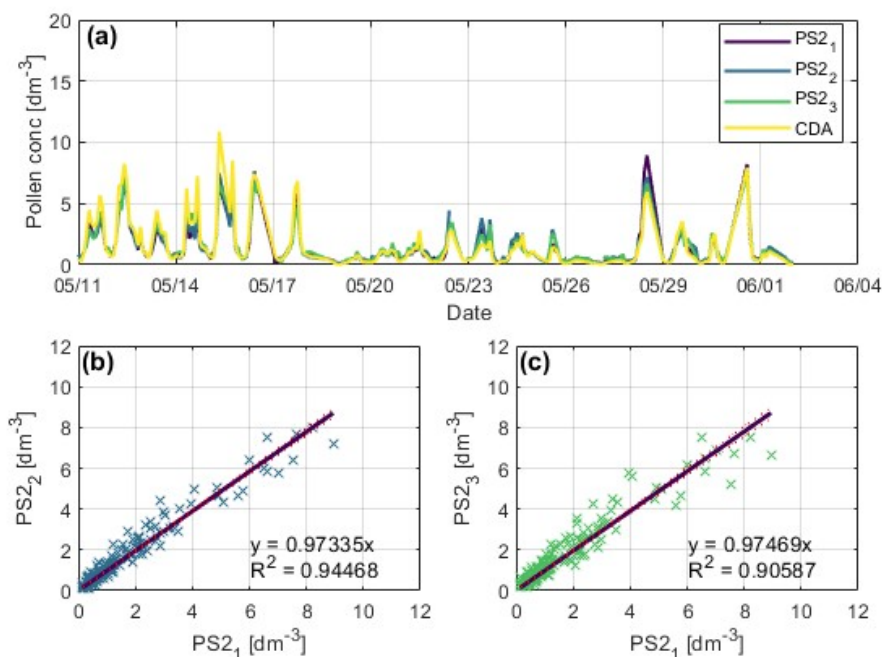 (a)
20
15
10
5
0
Pollen conc [dm⁻³]
PS2₁
PS2₂
PS2₃
CDA
05/11 05/14 05/17 05/20 05/23 05/26 05/29 06/01 06/04
Date
(b)
12
10
8
6
4
2
0
PS2₂ [dm⁻³]
y = 0.97335x
R² = 0.94468
0 2 4 6 8 10 12
PS2₁ [dm⁻³]
(c)
12
10
8
6
4
2
0
PS2₃ [dm⁻³]
y = 0.97469x
R² = 0.90587
0 2 4 6 8 10 12
PS2₁ [dm⁻³]